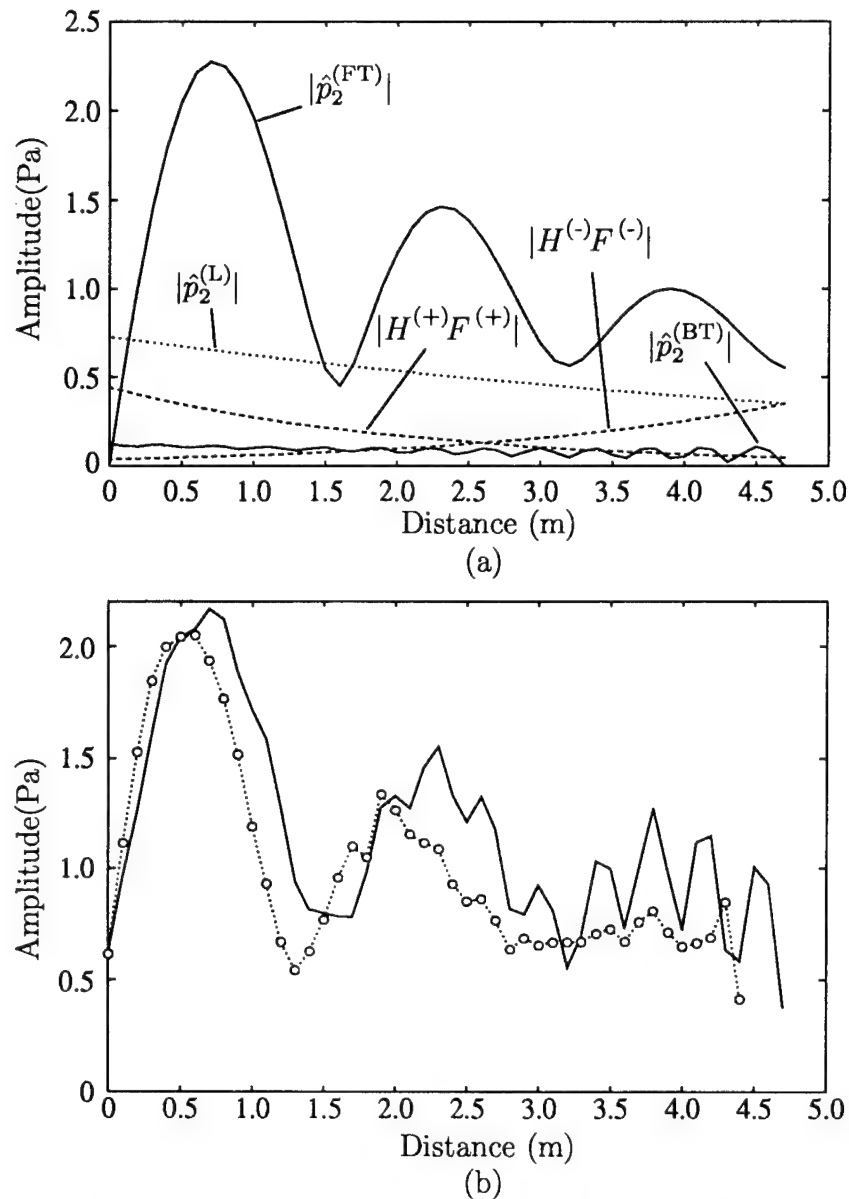 2.5
2.0
1.5
1.0
0.5
0
Amplitude(Pa)
|p̂₂^(FT)|
|H^(-)F^(-)|
|p̂₂^(L)|
|H^(+)F^(+)|
|p̂₂^(BT)|
0 0.5 1.0 1.5 2.0 2.5 3.0 3.5 4.0 4.5 5.0
Distance (m)
(a)
2.0
1.5
1.0
0.5
0
Amplitude(Pa)
0 0.5 1.0 1.5 2.0 2.5 3.0 3.5 4.0 4.5 5.0
Distance (m)
(b)